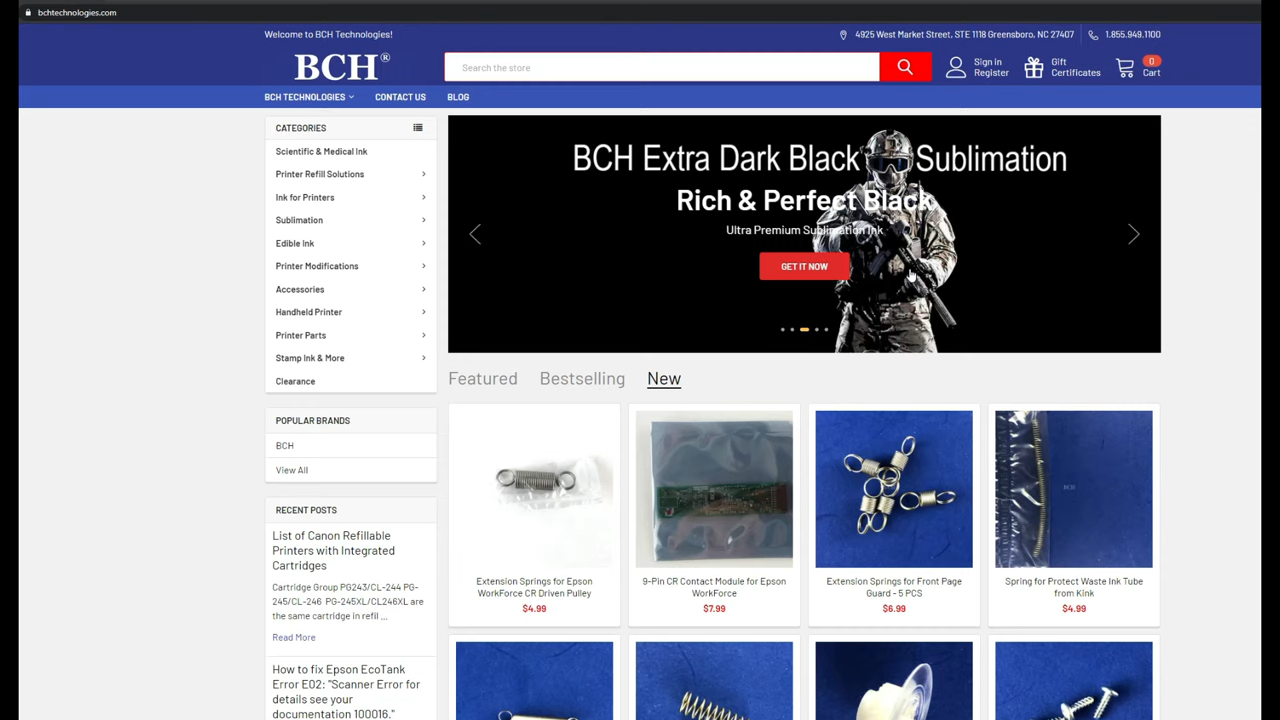 bchtechnologies.com
Welcome to BCH Technologies!
4925 West Market Street, STE 1118 Greensboro, NC 27407
1.855.949.1100
BCH®
Search the store
Sign in
Register
Gift
Certificates
0
Cart
BCH TECHNOLOGIES
CONTACT US
BLOG
CATEGORIES
Scientific & Medical Ink
Printer Refill Solutions
Ink for Printers
Sublimation
Edible Ink
Printer Modifications
Accessories
Handheld Printer
Printer Parts
Stamp Ink & More
Clearance
BCH Extra Dark Black Sublimation
Rich & Perfect Black
Ultra Premium Sublimation Ink
GET IT NOW
POPULAR BRANDS
BCH
View All
RECENT POSTS
List of Canon Refillable
Printers with Integrated
Cartridges
Cartridge Group PG243/CL-244 PG-
245/CL-246 PG-245XL/CL246XL are
the same cartridge in refil ...
Read More
How to fix Epson EcoTank
Error E02: "Scanner Error for
details see your
documentation 100016."
Featured
Bestselling
New
Extension Springs for Epson
WorkForce CR Driven Pulley
$4.99
9-Pin CR Contact Module for Epson
WorkForce
$7.99
Extension Springs for Front Page
Guard - 5 PCS
$6.99
BCH
Spring for Protect Waste Ink Tube
from Kink
$4.99